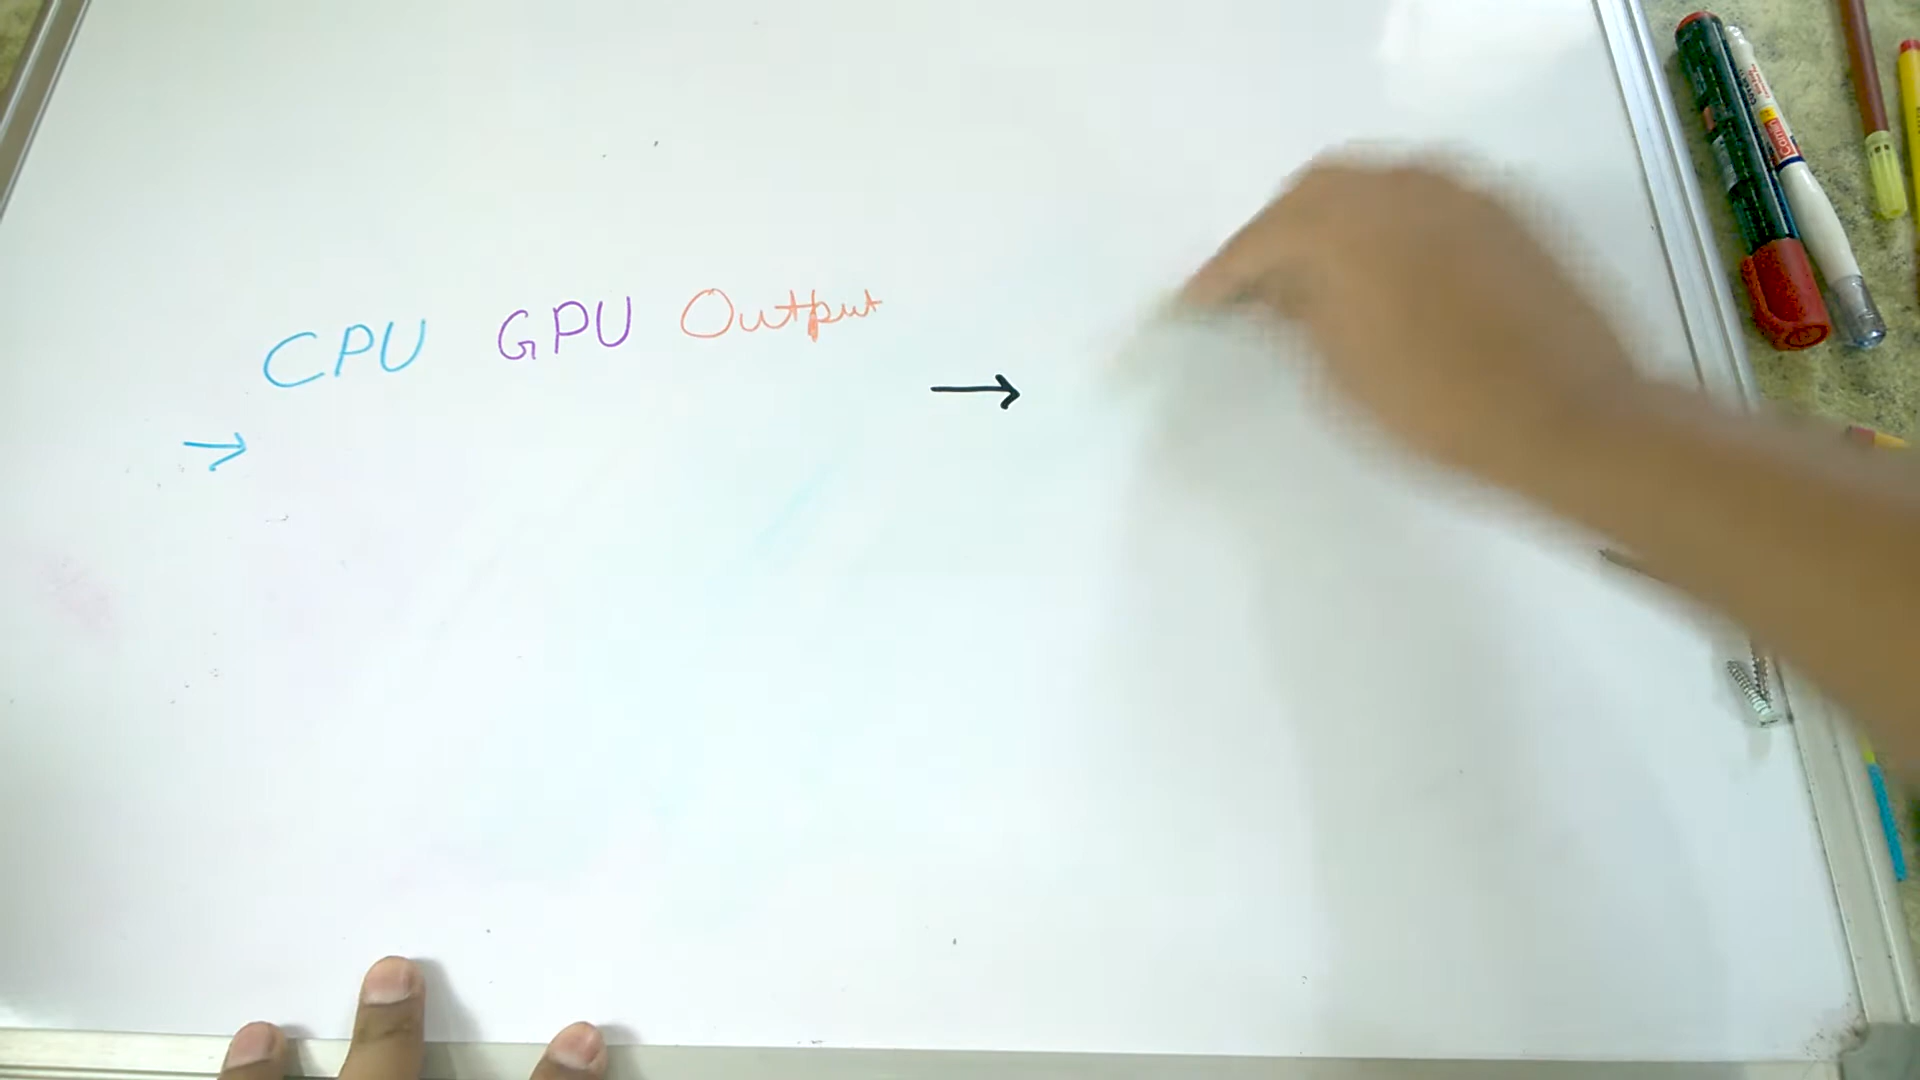 CPU GPU Output
→ →